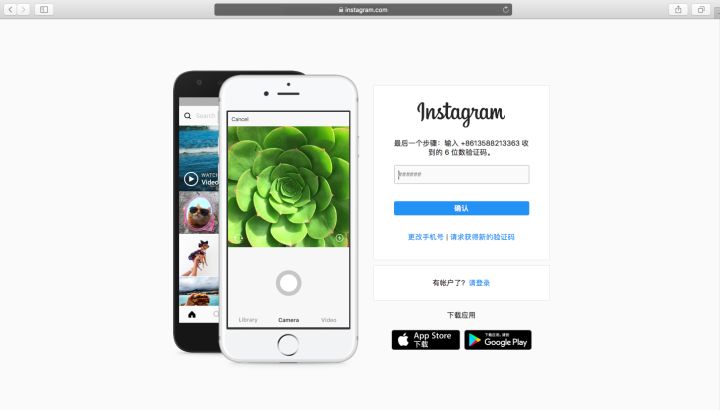 instagram.com
Search
WATCH
Video
Cancel
Library
Camera
Video
Instagram
最后一个步骤：输入 +8613588213363 收
到的 6 位数验证码。
######
确认
更改手机号 | 请求获得新的验证码
有帐户了？ 请登录
下载应用
App Store
下载
下载应用，请到
Google Play